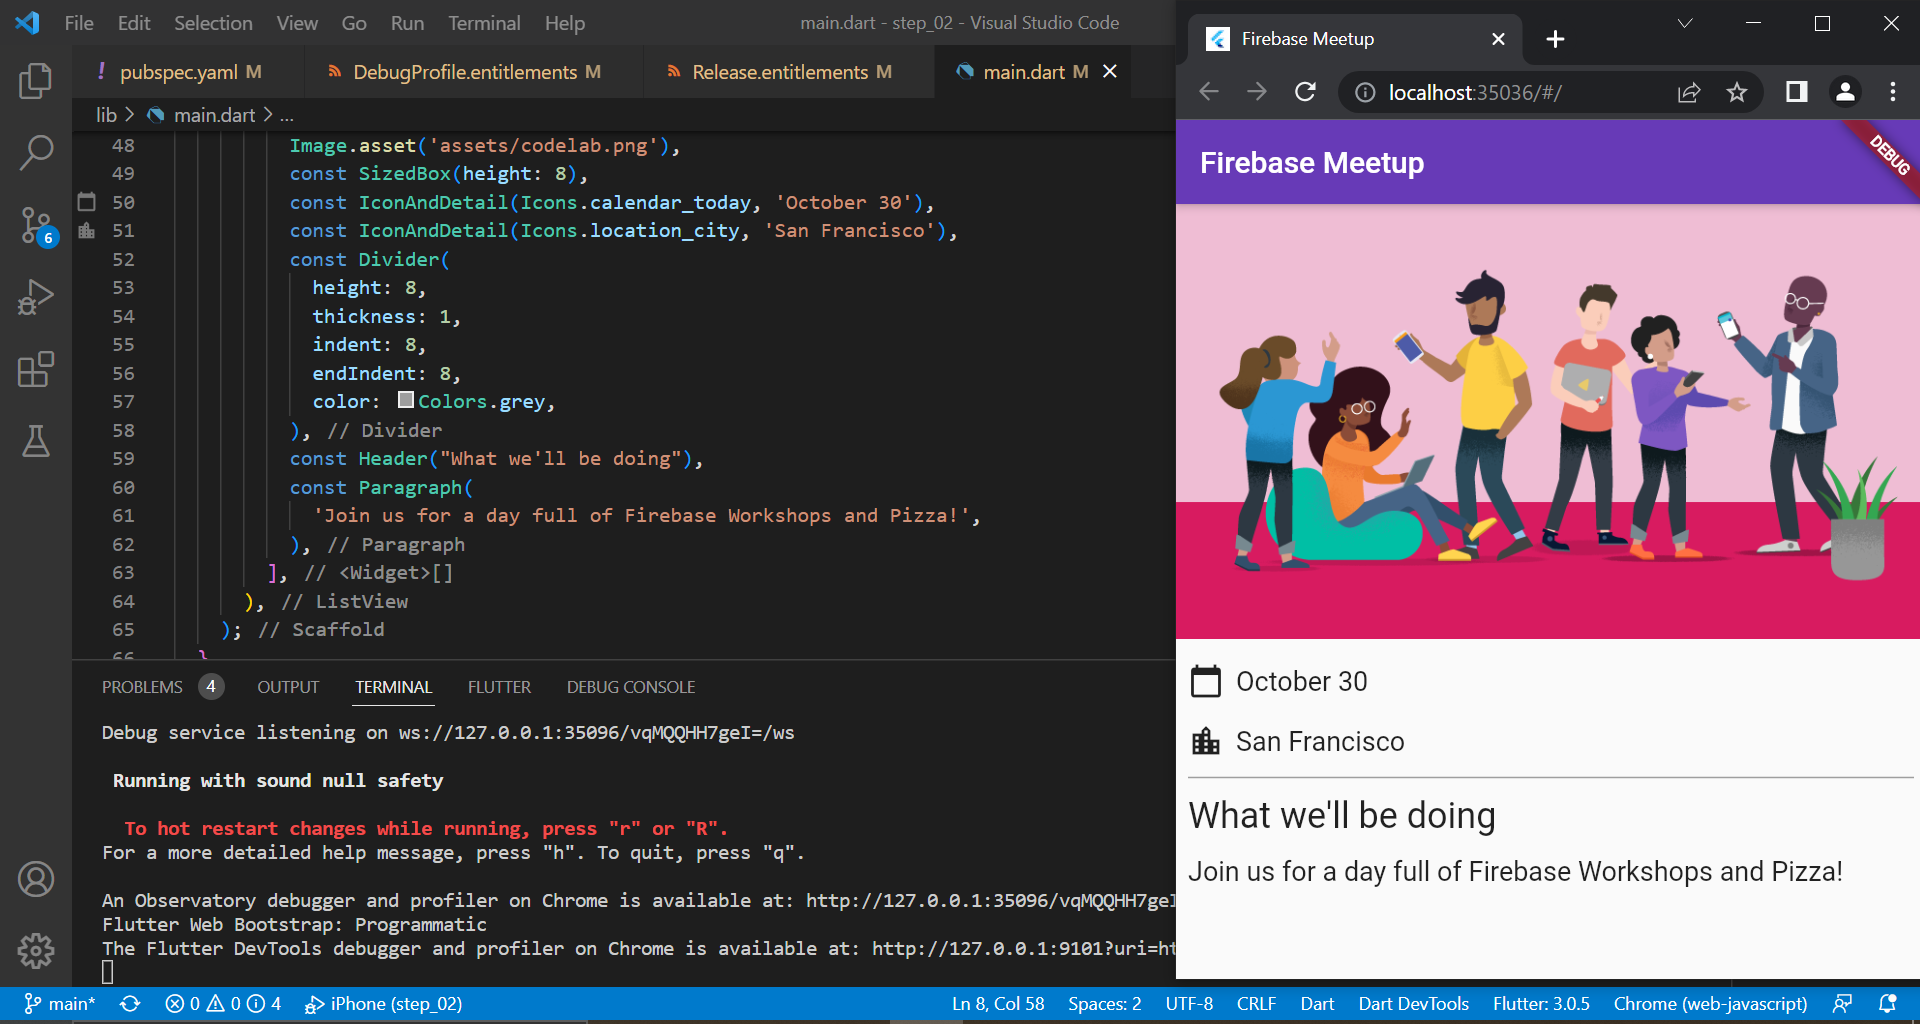 File Edit Selection View Go Run Terminal Help
main.dart - step_02 - Visual Studio Code
! pubspec.yaml M
DebugProfile.entitlements M
Release.entitlements M
main.dart M
lib > main.dart > ...
48 Image.asset('assets/codelab.png'),
49 const SizedBox(height: 8),
50 const IconAndDetail(Icons.calendar_today, 'October 30'),
51 const IconAndDetail(Icons.location_city, 'San Francisco'),
52 const Divider(
53 height: 8,
54 thickness: 1,
55 indent: 8,
56 endIndent: 8,
57 color: Colors.grey,
58 ), // Divider
59 const Header("What we'll be doing"),
60 const Paragraph(
61 'Join us for a day full of Firebase Workshops and Pizza!',
62 ), // Paragraph
63 ], // <Widget>[]
64 ), // ListView
65 ); // Scaffold
66 }
6
PROBLEMS 4 OUTPUT TERMINAL FLUTTER DEBUG CONSOLE
Debug service listening on ws://127.0.0.1:35096/vqMQQHH7geI=/ws
Running with sound null safety
To hot restart changes while running, press "r" or "R".
For a more detailed help message, press "h". To quit, press "q".
An Observatory debugger and profiler on Chrome is available at: http://127.0.0.1:35096/vqMQQHH7geI
Flutter Web Bootstrap: Programmatic
The Flutter DevTools debugger and profiler on Chrome is available at: http://127.0.0.1:9101?uri=ht
main* 0 0 4 iPhone (step_02)
Ln 8, Col 58 Spaces: 2 UTF-8 CRLF Dart Dart DevTools Flutter: 3.0.5 Chrome (web-javascript)
Firebase Meetup
localhost:35036/#/
Firebase Meetup
DEBUG
October 30
San Francisco
What we'll be doing
Join us for a day full of Firebase Workshops and Pizza!